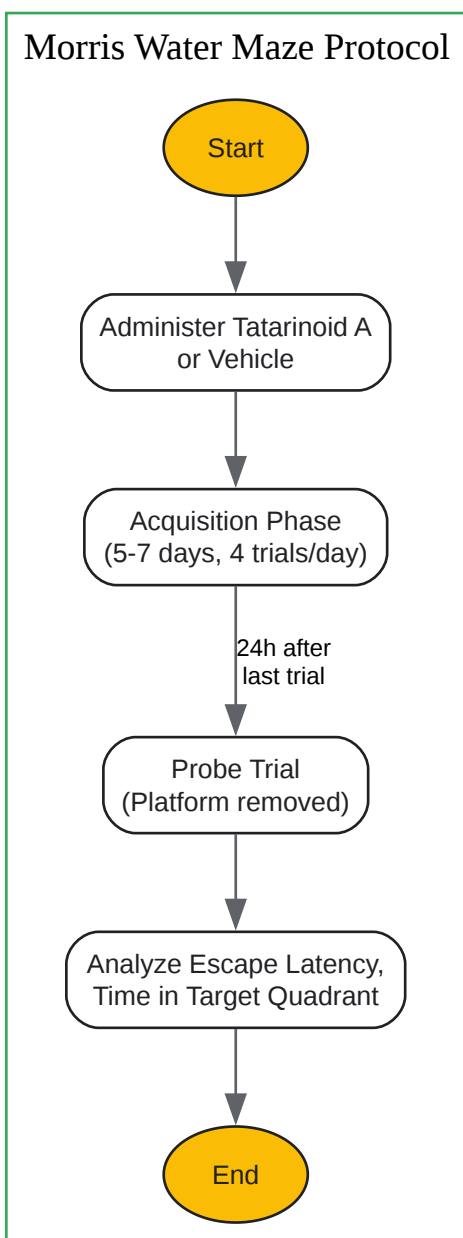 Morris Water Maze Protocol
Start
Administer Tatarinoid A
or Vehicle
Acquisition Phase
(5-7 days, 4 trials/day)
24h after
last trial
Probe Trial
(Platform removed)
Analyze Escape Latency,
Time in Target Quadrant
End